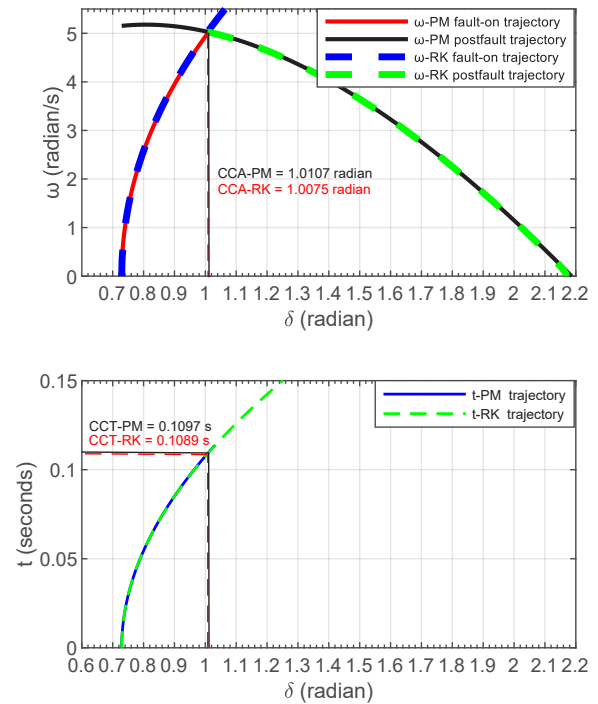 5
4
3
2
1
0
ω (radian/s)
ω-PM fault-on trajectory
ω-PM postfault trajectory
ω-RK fault-on trajectory
ω-RK postfault trajectory
CCA-PM = 1.0107 radian
CCA-RK = 1.0075 radian
0.7 0.8 0.9 1 1.1 1.2 1.3 1.4 1.5 1.6 1.7 1.8 1.9 2 2.1 2.2
δ (radian)
0.15
0.1
0.05
0
t (seconds)
t-PM trajectory
t-RK trajectory
CCT-PM = 0.1097 s
CCT-RK = 0.1089 s
0.6 0.7 0.8 0.9 1 1.1 1.2 1.3 1.4 1.5 1.6 1.7 1.8 1.9 2 2.1 2.2
δ (radian)